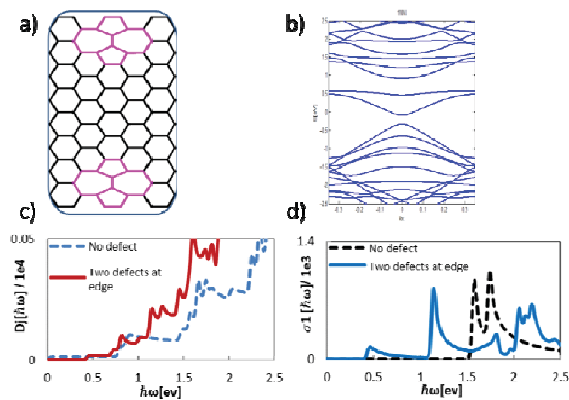 a)
b)
c)
0.05
No defect
Two defects at
edge
Dj[ħω] / 1e4
0
0 0.5 1 1.5 2 2.5
ħω[ev]
d)
1.4
No defect
Two defects at edge
σ1 [ħω]/ 1e3
0
0 0.5 1 1.5 2 2.5
ħω[ev]